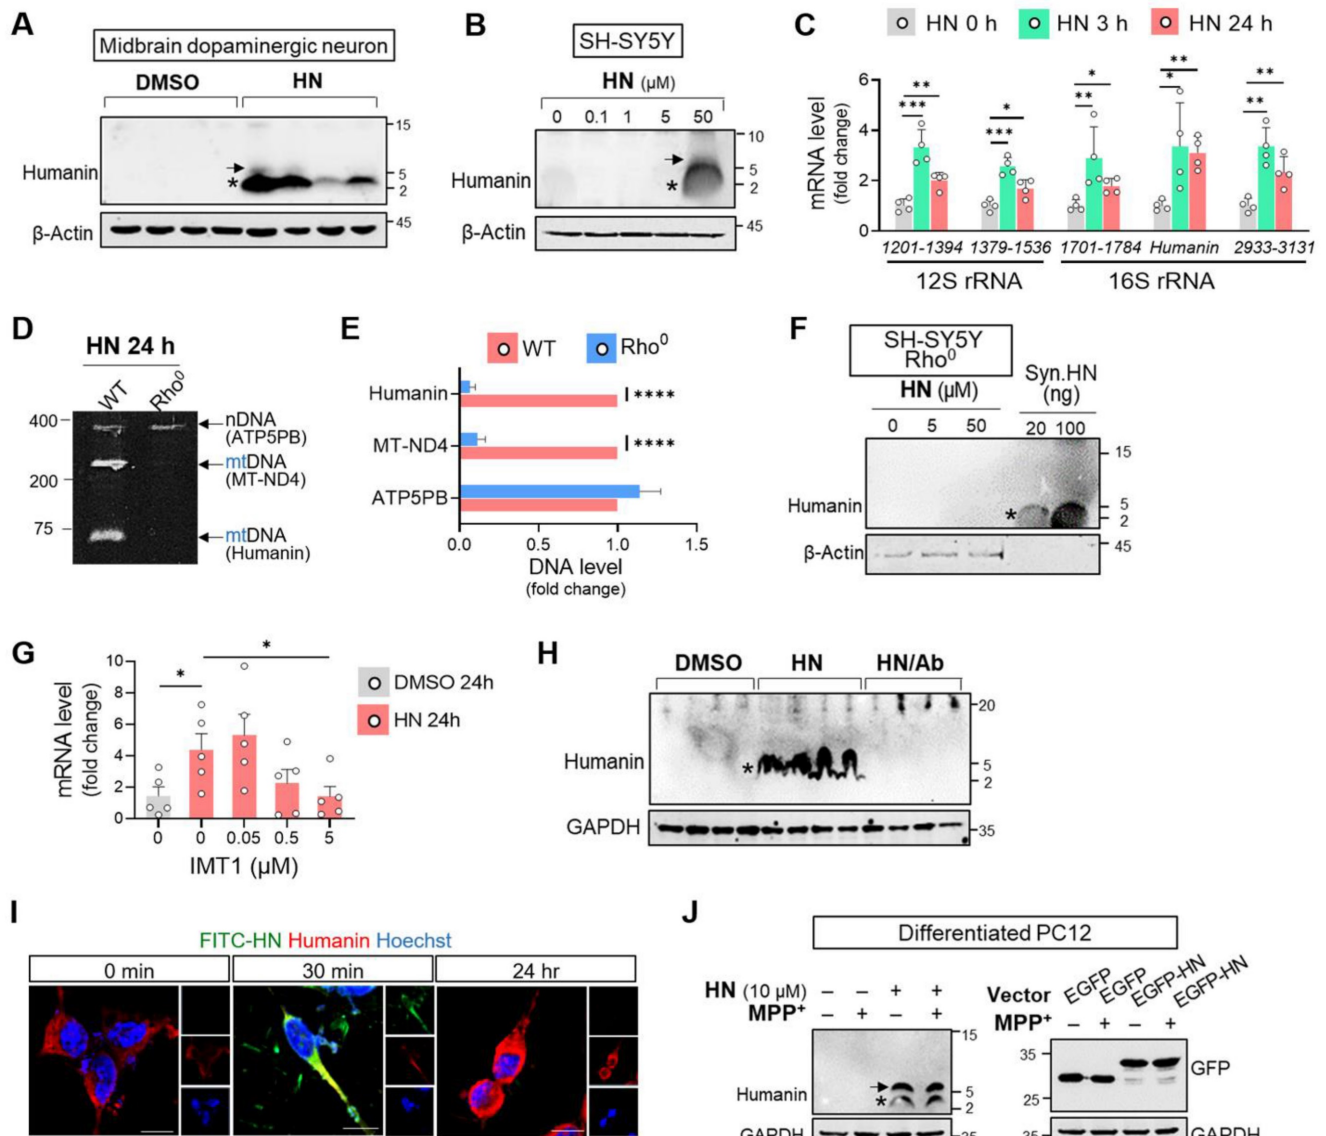 A
Midbrain dopaminergic neuron
DMSO HN
15
Humanin
*
5
2
β-Actin
45
B
SH-SY5Y
HN (µM)
0 0.1 1 5 50
10
Humanin
*
5
2
β-Actin
45
C
HN 0 h HN 3 h HN 24 h
mRNA level
(fold change)
6
4
2
0
*** ** *** * ** * * ** ** **
1201-1394 1379-1536 1701-1784 Humanin 2933-3131
12S rRNA 16S rRNA
D
HN 24 h
WT Rho⁰
400
200
75
nDNA
(ATP5PB)
mtDNA
(MT-ND4)
mtDNA
(Humanin)
E
WT Rho⁰
Humanin ****
MT-ND4 ****
ATP5PB
0.0 0.5 1.0 1.5
DNA level
(fold change)
F
SH-SY5Y
Rho⁰
HN (µM)
Syn.HN
(ng)
0 5 50 20 100
15
Humanin
*
5
2
β-Actin
45
G
mRNA level
(fold change)
10
8
6
4
2
0
* *
0 0 0.05 0.5 5
IMT1 (µM)
DMSO 24h
HN 24h
H
DMSO HN HN/Ab
20
Humanin
*
5
2
GAPDH
35
I
FITC-HN Humanin Hoechst
0 min 30 min 24 hr
J
Differentiated PC12
HN (10 µM) – – + +
MPP⁺ – + – +
15
Humanin
*
5
2
GAPDH
35
EGFP EGFP EGFP-HN EGFP-HN
Vector
MPP⁺ – + – +
35
25
GFP
35
GAPDH